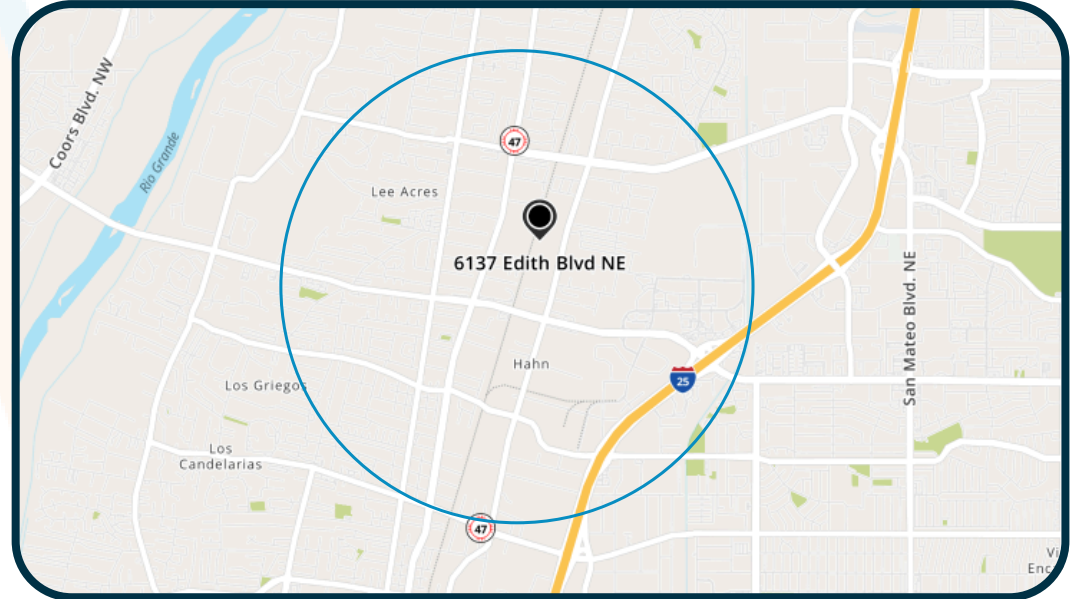 Coors Blvd. NW
Rio Grande
47
Lee Acres
6137 Edith Blvd NE
San Mateo Blvd. NE
Hahn
25
Los Griegos
Los
Candelarias
47
Vi
Enc